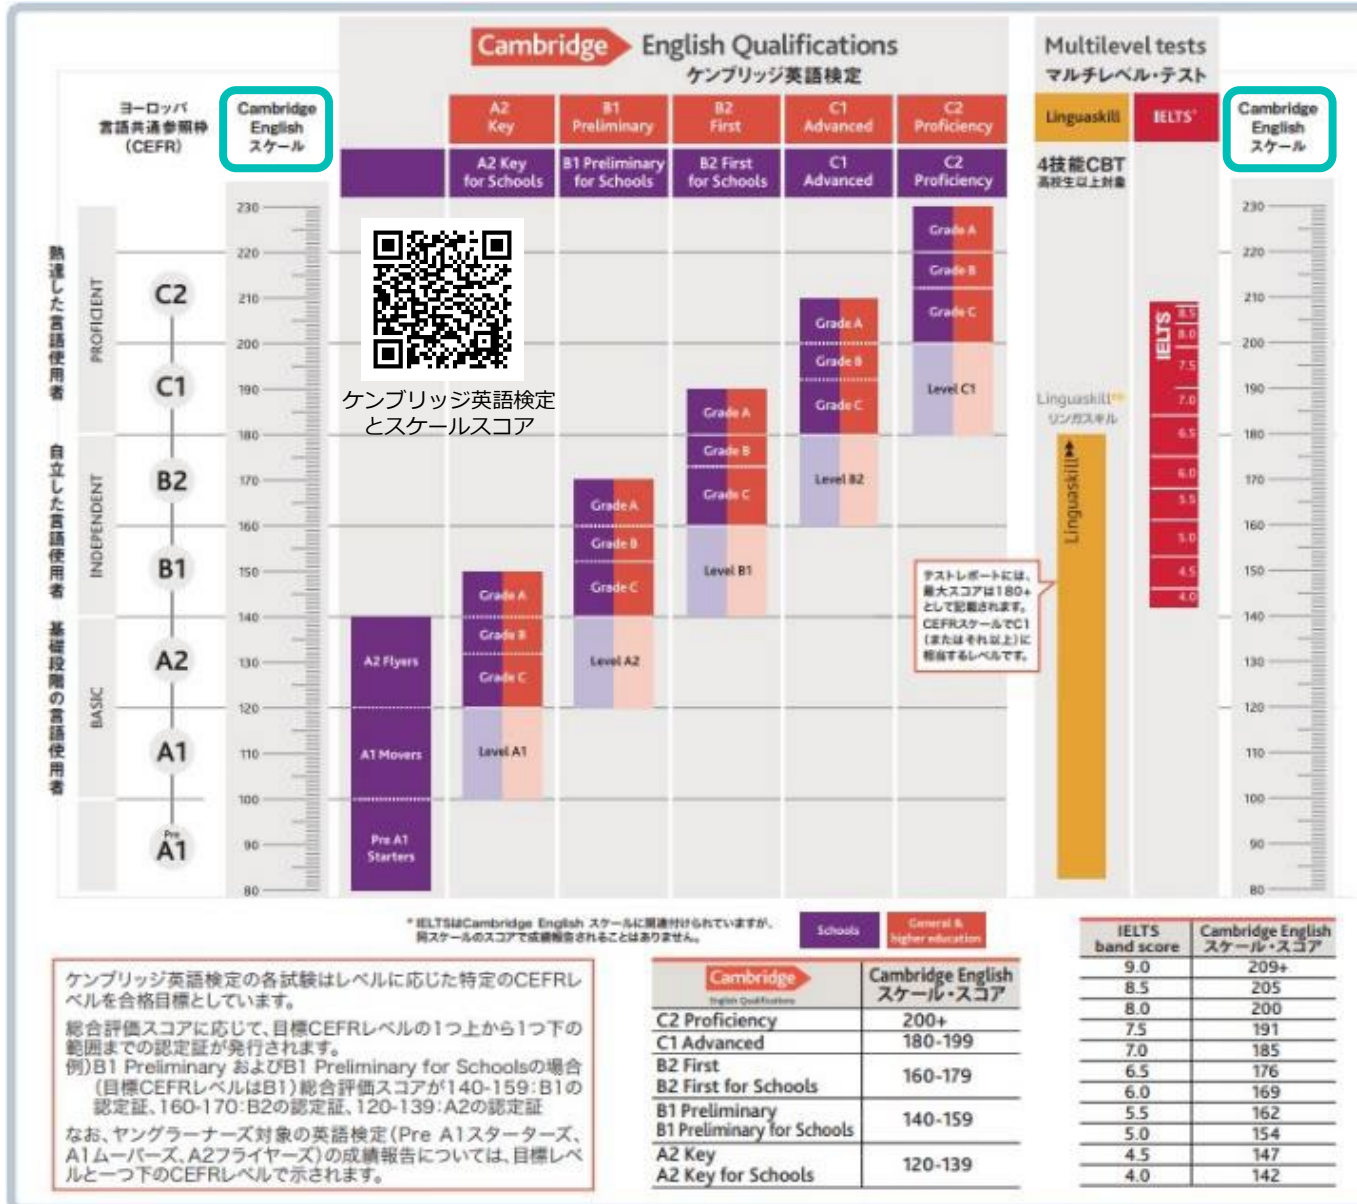 Cambridge English Qualifications
ケンブリッジ英語検定
Multilevel tests
マルチレベル・テスト
ヨーロッパ
言語共通参照枠
(CEFR)
Cambridge
English
スケール
A2
Key
B1
Preliminary
B2
First
C1
Advanced
C2
Proficiency
Linguaskill
IELTS*
Cambridge
English
スケール
A2 Key
for Schools
B1 Preliminary
for Schools
B2 First
for Schools
C1
Advanced
C2
Proficiency
4技能CBT
高校生以上対象
熟達した言語使用者
自立した言語使用者
基礎段階の言語使用者
PROFICIENT
INDEPENDENT
BASIC
C2
C1
B2
B1
A2
A1
Pre
A1
230
220
210
200
190
180
170
160
150
140
130
120
110
100
90
80
ケンブリッジ英語検定
とスケールスコア
A2 Flyers
A1 Movers
Pre A1
Starters
Grade A
Grade B
Grade C
Level A1
Grade A
Grade B
Grade C
Level A2
Grade A
Grade B
Grade C
Level B1
Grade A
Grade B
Grade C
Level B2
Grade A
Grade B
Grade C
Level C1
Linguaskill
リンガスキル
Linguaskill
テストレポートには、
最大スコアは180+
として記載されます。
CEFRスケールでC1
(またはそれ以上)に
相当するレベルです。
IELTS
8.5
8.0
7.5
7.0
6.5
6.0
5.5
5.0
4.5
4.0
230
220
210
200
190
180
170
160
150
140
130
120
110
100
90
80
* IELTSはCambridge English スケールに関連付けられていますが、
同スケールのスコアで成績報告されることはありません。
Schools
General &
higher education
ケンブリッジ英語検定の各試験はレベルに応じた特定のCEFRレ
ベルを合格目標としています。
総合評価スコアに応じて、目標CEFRレベルの1つ上から1つ下の
範囲までの認定証が発行されます。
例)B1 Preliminary およびB1 Preliminary for Schoolsの場合
(目標CEFRレベルはB1)総合評価スコアが140-159:B1の
認定証、160-170:B2の認定証、120-139:A2の認定証
なお、ヤングラーナーズ対象の英語検定(Pre A1スターターズ、
A1ムーバーズ、A2フライヤーズ)の成績報告については、目標レベ
ルと一つ下のCEFRレベルで示されます。
Cambridge
English Qualifications
Cambridge English
スケール・スコア
C2 Proficiency 200+
C1 Advanced 180-199
B2 First
B2 First for Schools
160-179
B1 Preliminary
B1 Preliminary for Schools
140-159
A2 Key
A2 Key for Schools
120-139
IELTS
band score
Cambridge English
スケール・スコア
9.0 209+
8.5 205
8.0 200
7.5 191
7.0 185
6.5 176
6.0 169
5.5 162
5.0 154
4.5 147
4.0 142